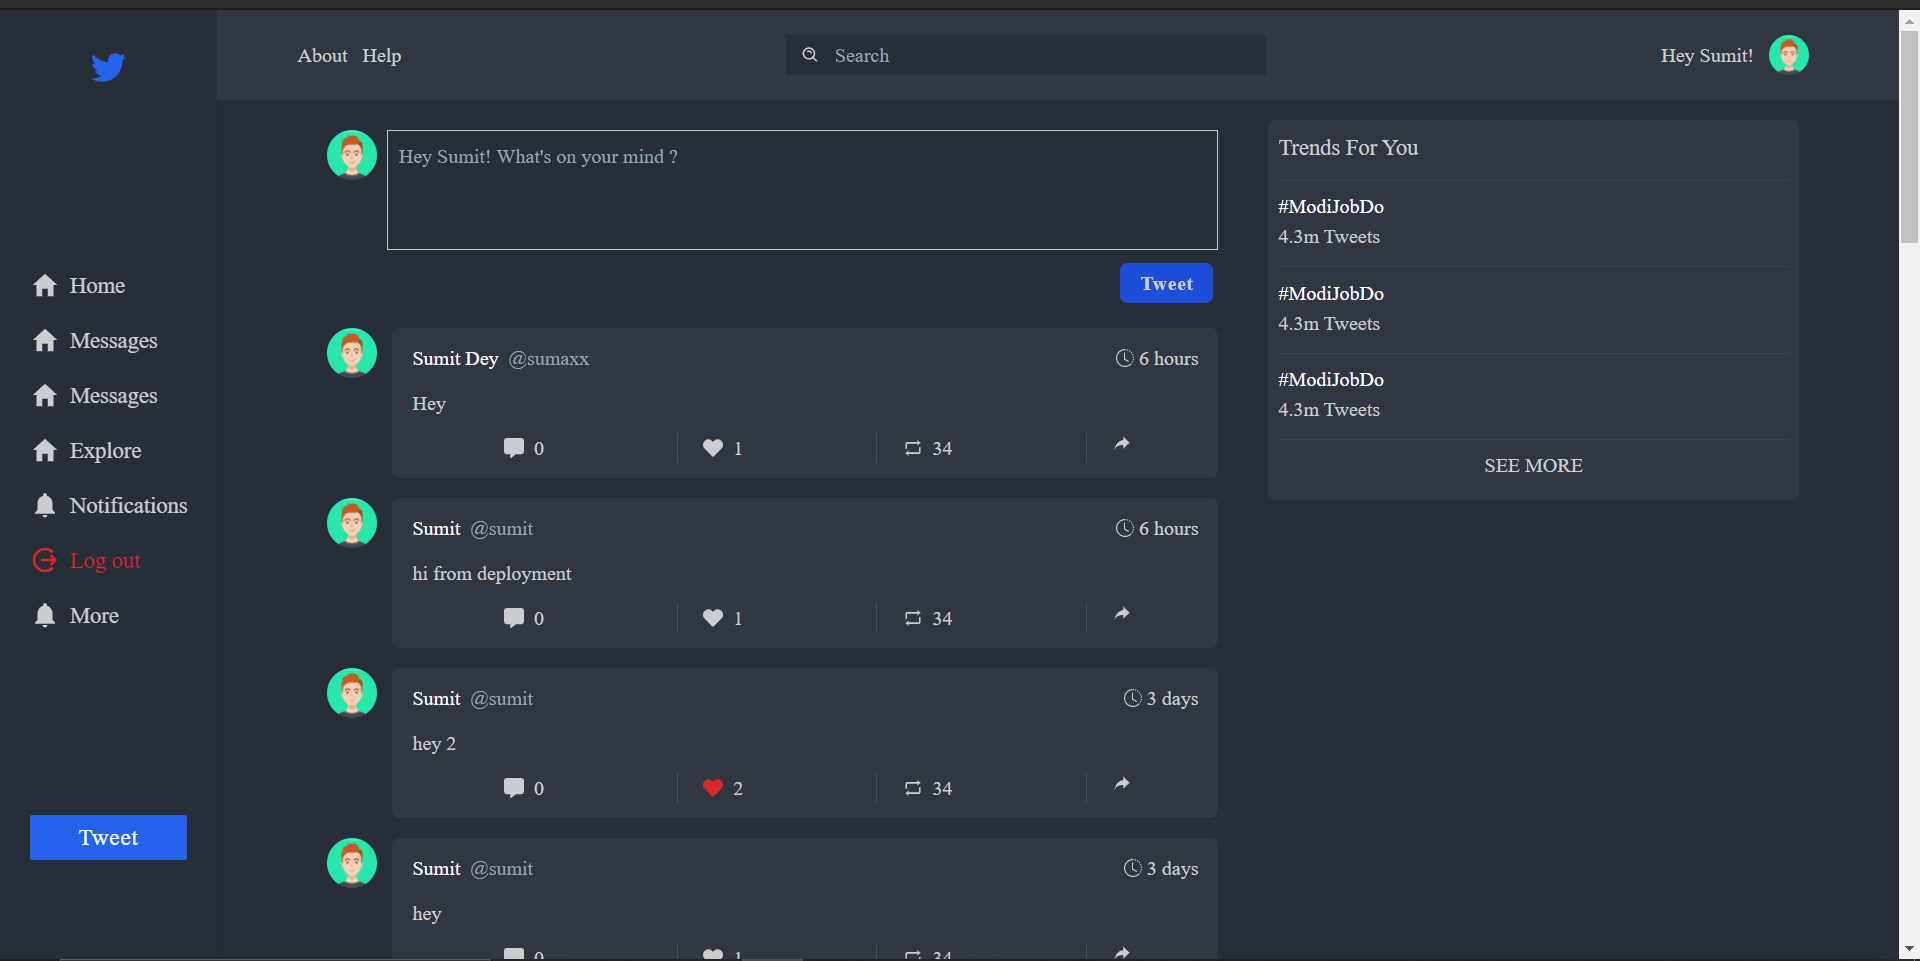 About Help
Search
Hey Sumit!
Home
Messages
Messages
Explore
Notifications
Log out
More
Tweet
Hey Sumit! What's on your mind ?
Tweet
Sumit Dey @sumaxx
6 hours
Hey
0 1 34
Sumit @sumit
6 hours
hi from deployment
0 1 34
Sumit @sumit
3 days
hey 2
0 2 34
Sumit @sumit
3 days
hey
0 1 34
Trends For You
#ModiJobDo
4.3m Tweets
#ModiJobDo
4.3m Tweets
#ModiJobDo
4.3m Tweets
SEE MORE